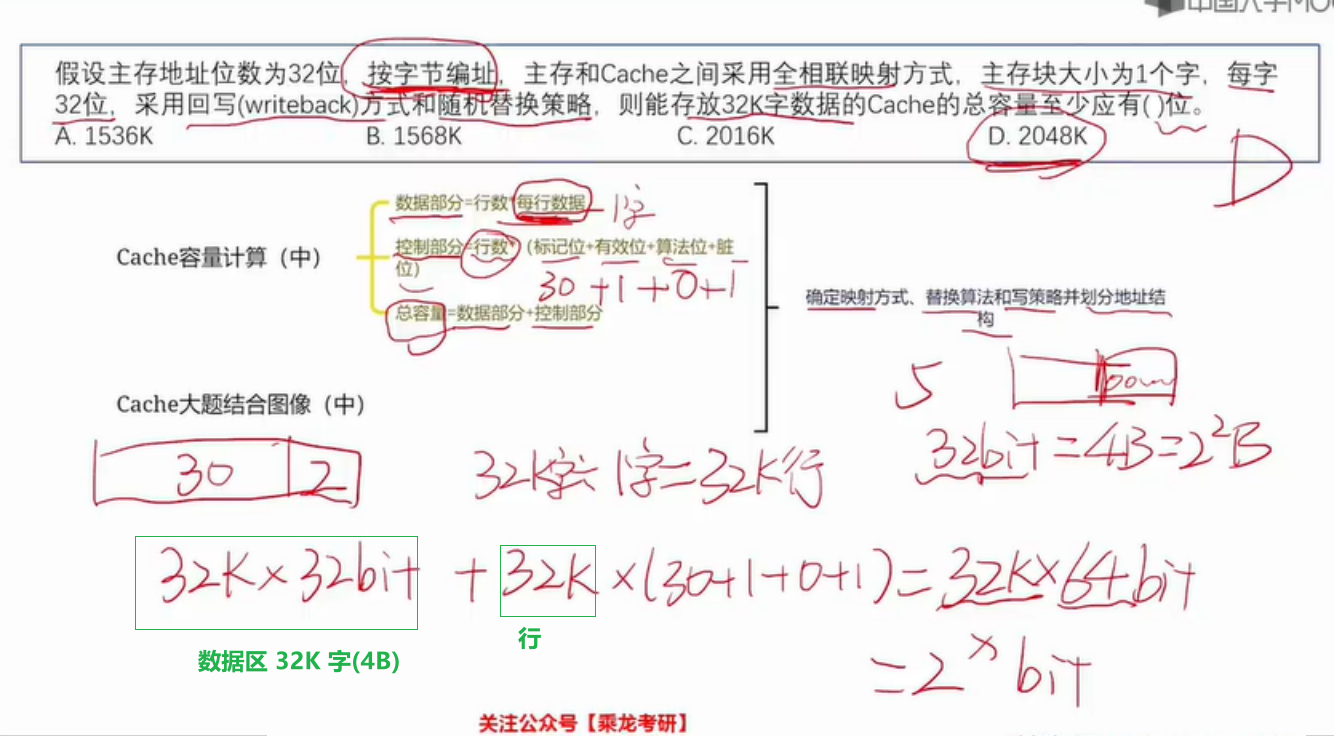 中国大学MOO
假设主存地址位数为32位，按字节编址，主存和Cache之间采用全相联映射方式，主存块大小为1个字，每字
32位，采用回写(writeback)方式和随机替换策略，则能存放32K字数据的Cache的总容量至少应有( )位。
A. 1536K B. 1568K C. 2016K D. 2048K
D
数据部分=行数*每行数据 1字
Cache容量计算（中）
控制部分=行数*（标记位+有效位+算法位+脏
位）
30+1+0+1
总容量=数据部分+控制部分
确定映射方式、替换算法和写策略并划分地址结
构
Cache大题结合图像（中）
32bit=4B=2²B
30 2
32K字÷1字=32K行
32K×32bit + 32K×(30+1+0+1)=32K×64bit
行
数据区 32K 字(4B)
=2ˣ bit
关注公众号【乘龙考研】